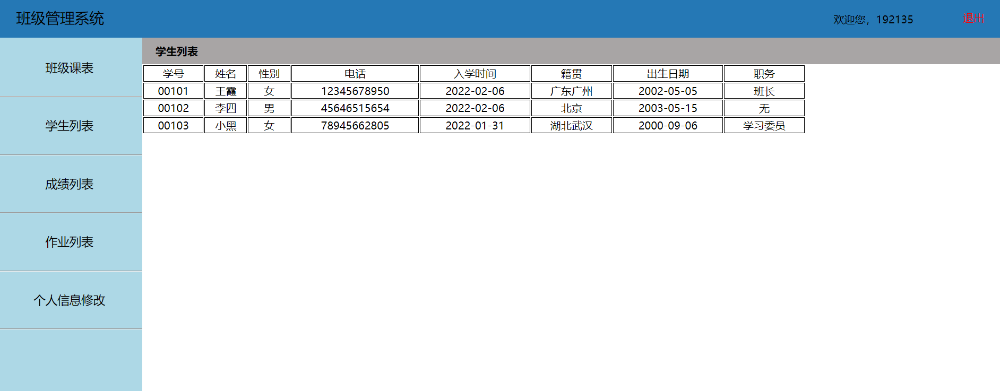 班级管理系统
欢迎您，192135
退出
班级课表
学生列表
成绩列表
作业列表
个人信息修改
学生列表
学号 姓名 性别 电话 入学时间 籍贯 出生日期 职务
00101 王霞 女 12345678950 2022-02-06 广东广州 2002-05-05 班长
00102 李四 男 45646515654 2022-02-06 北京 2003-05-15 无
00103 小黑 女 78945662805 2022-01-31 湖北武汉 2000-09-06 学习委员